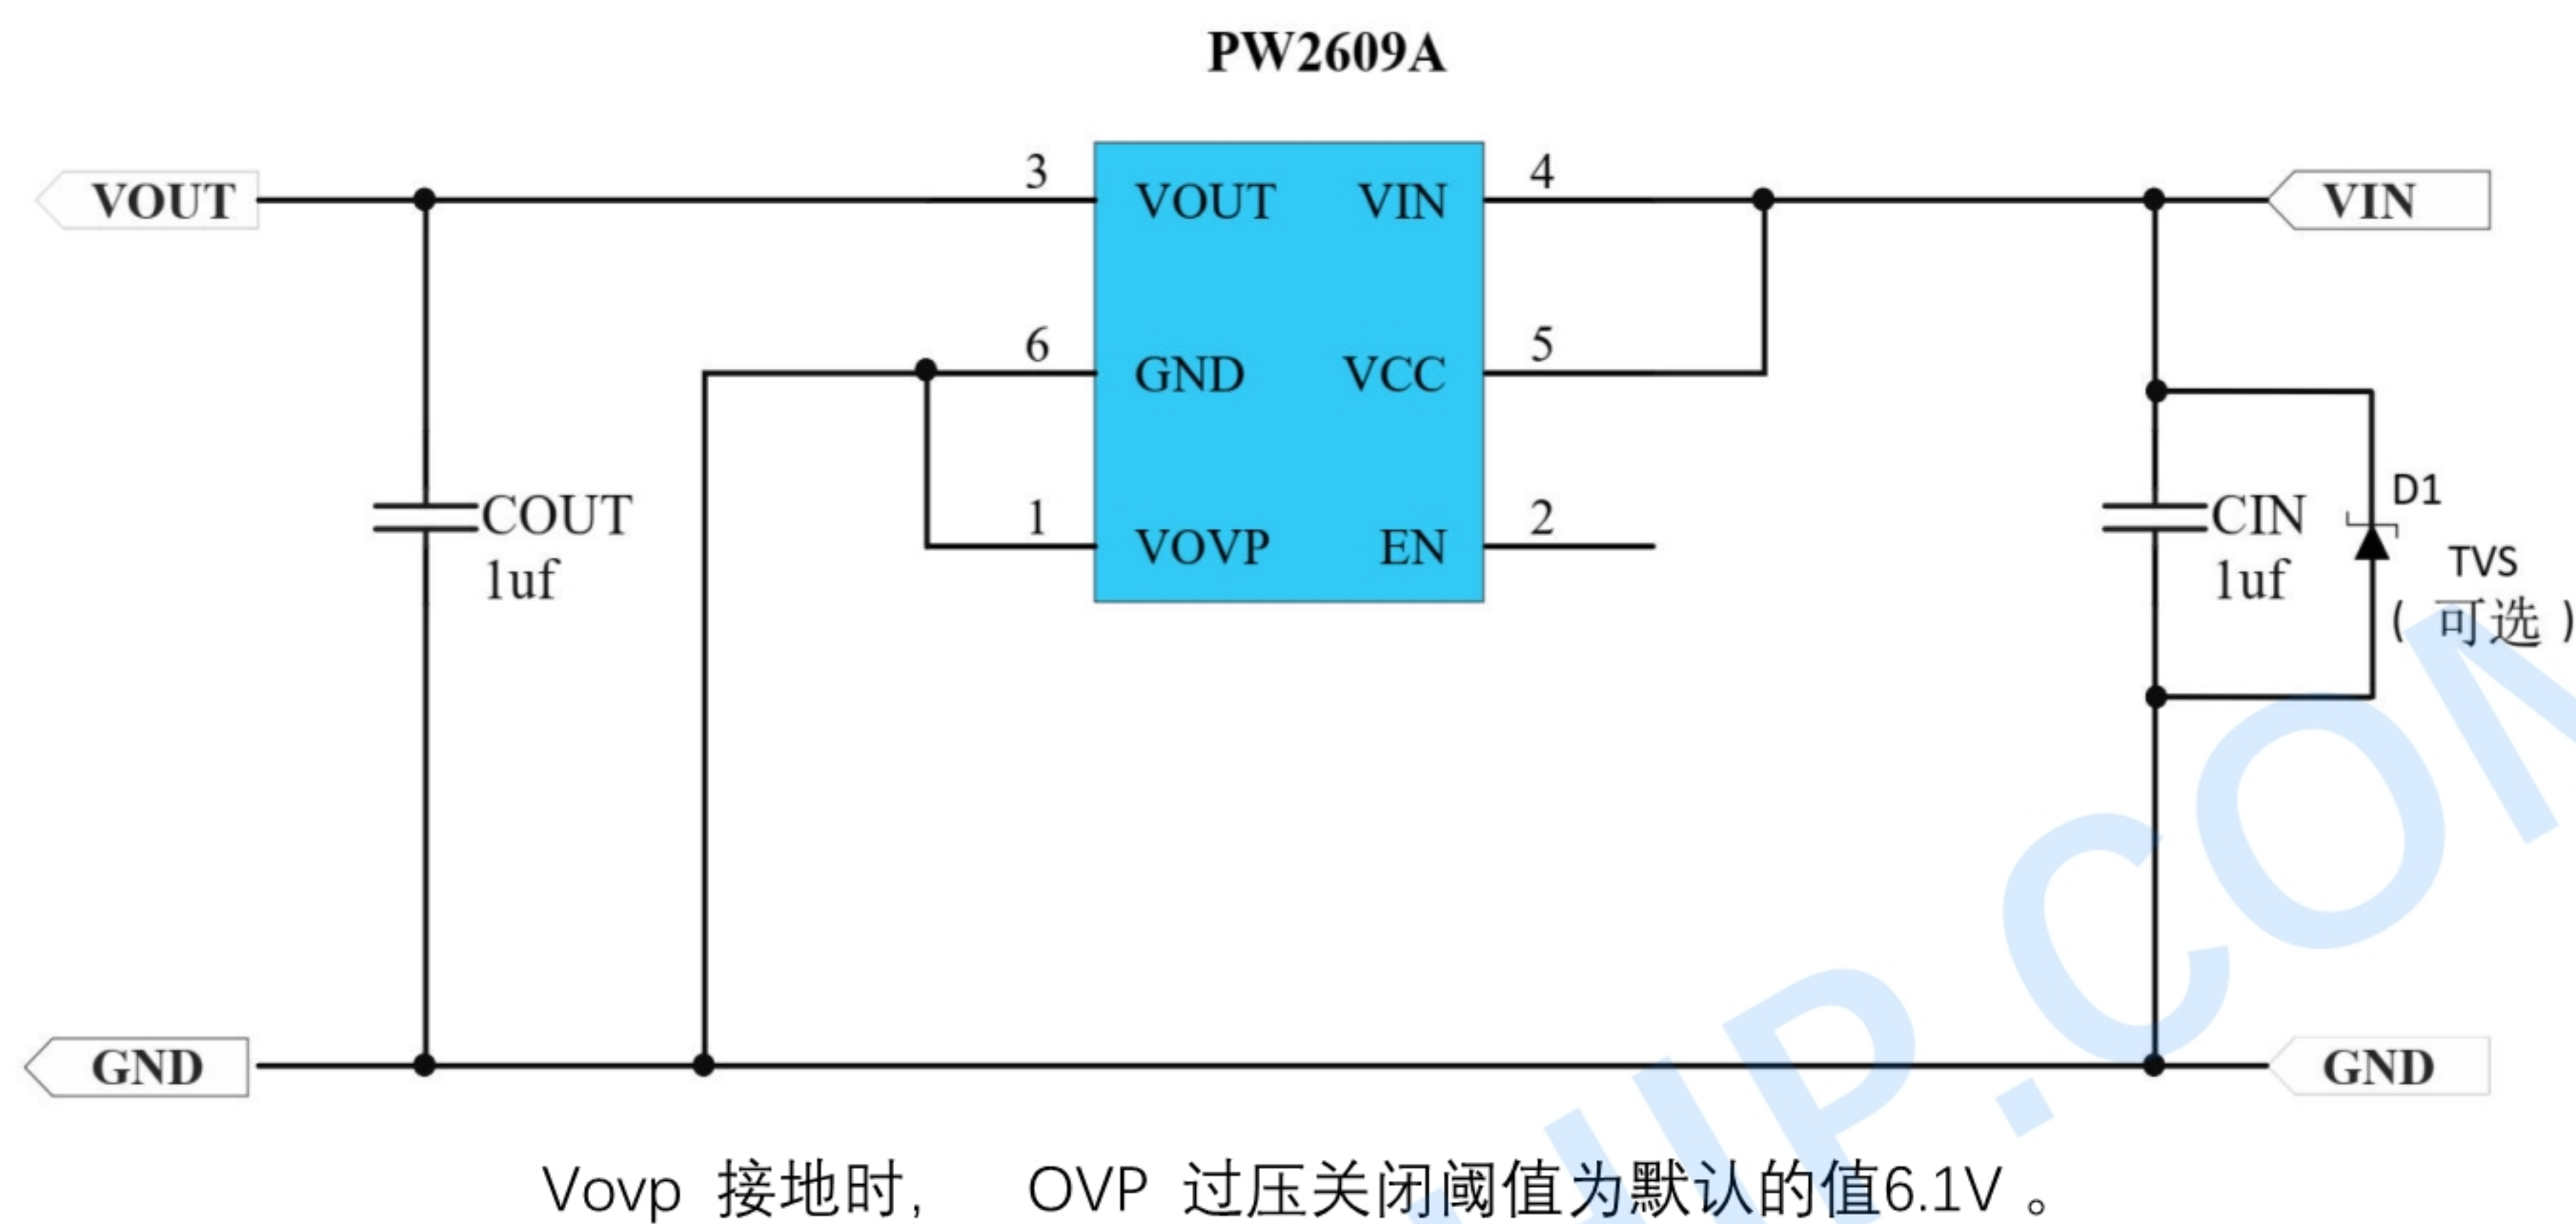 PW2609A
VOUT
3
VOUT
VIN
4
VIN
6
GND
VCC
5
1
VOVP
EN
2
COUT
1uf
CIN
1uf
D1
TVS
( 可选 )
GND
GND
Vovp 接地时, OVP 过压关闭阈值为默认的值6.1V 。